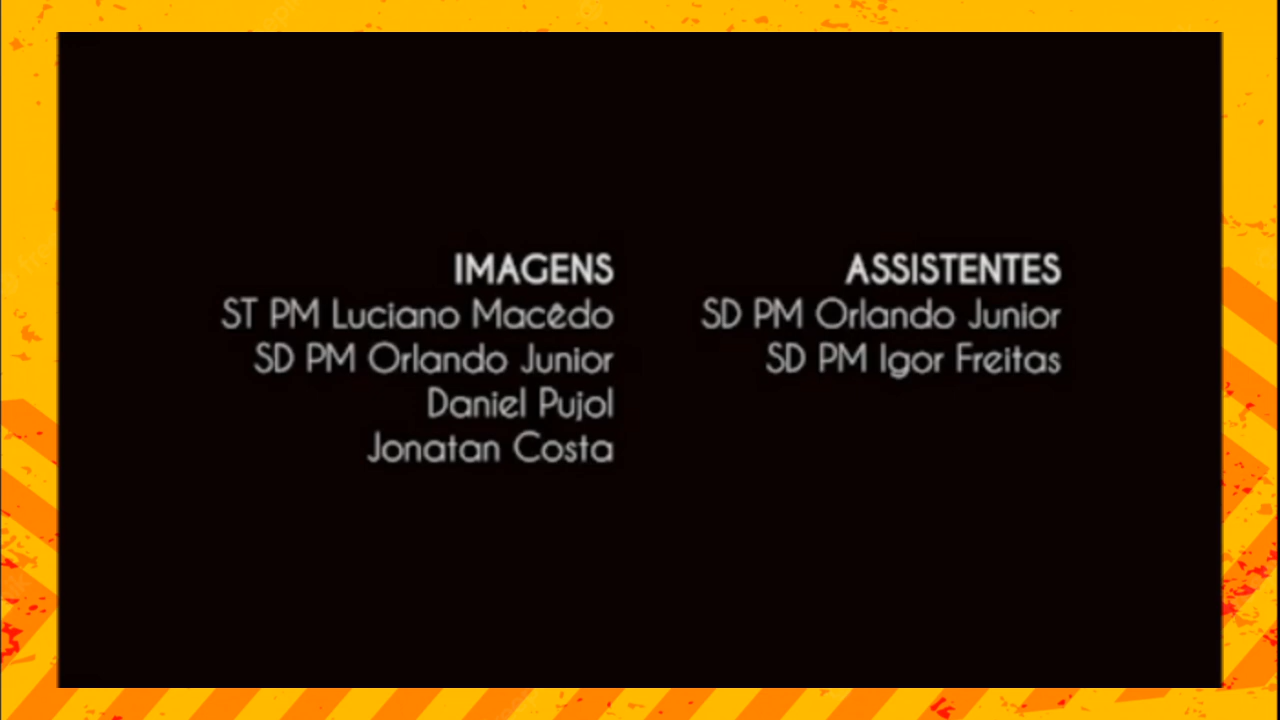 IMAGENS
ST PM Luciano Macêdo
SD PM Orlando Junior
Daniel Pujol
Jonatan Costa
ASSISTENTES
SD PM Orlando Junior
SD PM Igor Freitas